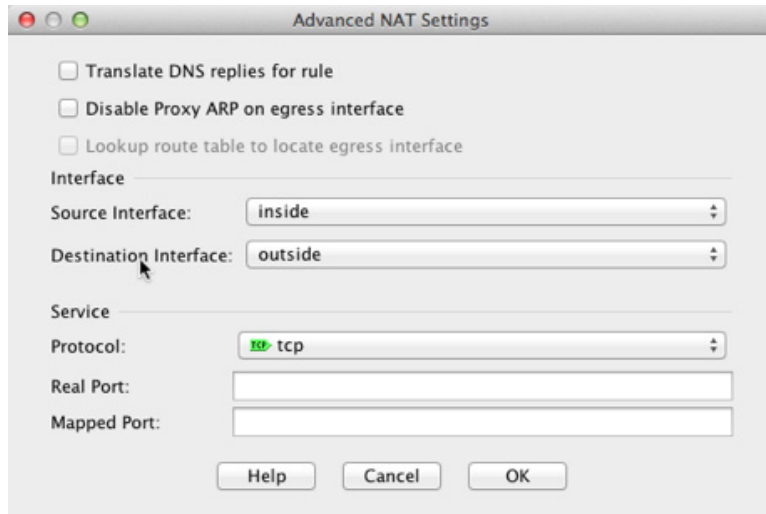 Advanced NAT Settings
Translate DNS replies for rule
Disable Proxy ARP on egress interface
Lookup route table to locate egress interface
Interface
Source Interface: inside
Destination Interface: outside
Service
Protocol: TCP tcp
Real Port:
Mapped Port:
Help Cancel OK